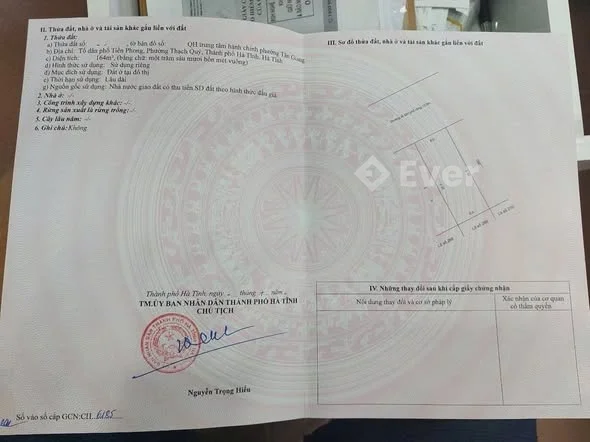 II. Thửa đất, nhà ở và tài sản khác gắn liền với đất
1. Thửa đất:
a) Thửa đất số -/- , tờ bản đồ số: QH trung tâm hành chính phường Tân Giang
b) Địa chỉ: Tổ dân phố Tiền Phong, Phường Thạch Quý, Thành phố Hà Tĩnh, Hà Tĩnh
c) Diện tích: 164m², (bằng chữ: một trăm sáu mươi bốn mét vuông)
d) Hình thức sử dụng: Sử dụng riêng
đ) Mục đích sử dụng: Đất ở tại đô thị
e) Thời hạn sử dụng: Lâu dài
g) Nguồn gốc sử dụng: Nhà nước giao đất có thu tiền SD đất theo hình thức đấu giá.
2. Nhà ở: -/-
3. Công trình xây dựng khác: -/-
4. Rừng sản xuất là rừng trồng: -/-
5. Cây lâu năm: -/-
6. Ghi chú: Không
Thành phố Hà Tĩnh, ngày tháng năm
TM.ỦY BAN NHÂN DÂN THÀNH PHỐ HÀ TĨNH
CHỦ TỊCH
Nguyễn Trọng Hiếu
Số vào sổ cấp GCN:CH. 6185
III. Sơ đồ thửa đất, nhà ở và tài sản khác gắn liền với đất
Ever
IV. Những thay đổi sau khi cấp giấy chứng nhận
Nội dung thay đổi và cơ sở pháp lý
Xác nhận của cơ quan
có thẩm quyền